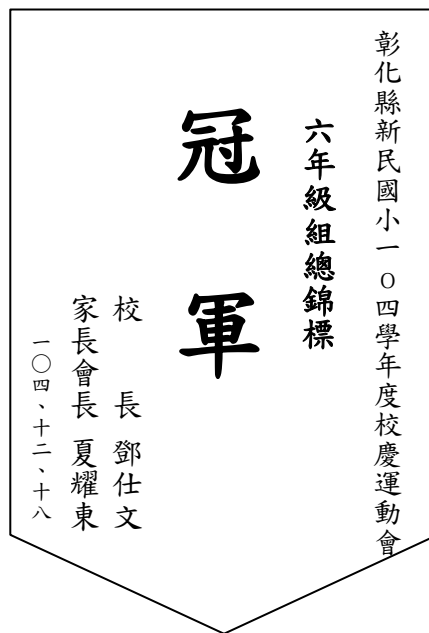 彰化縣新民國小一０四學年度校慶運動會
六年級組總錦標
冠軍
校　　長 鄧仕文
家長會長 夏耀東
一〇四、十二、十八